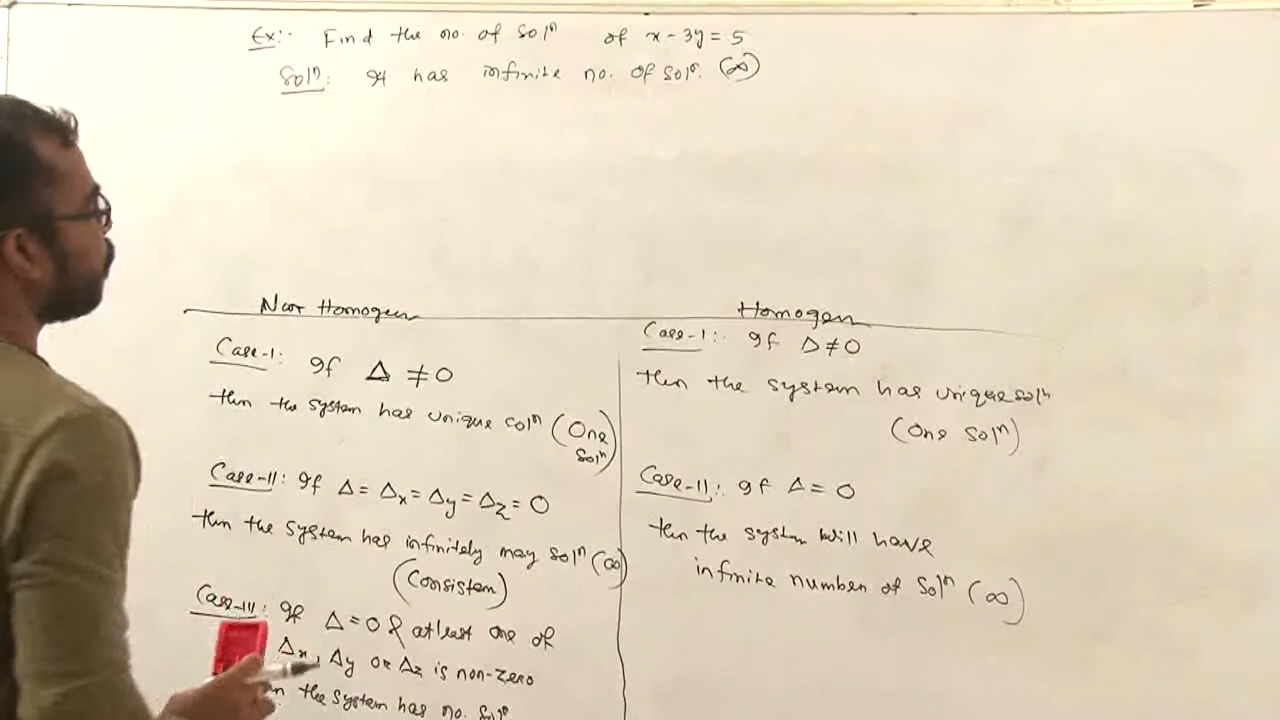 Ex:- Find the no. of Solⁿ of x - 3y = 5
Solⁿ: It has infinite no. of Solⁿ. (∞)
Non Homogen
Case-I: If Δ ≠ 0
then the system has unique solⁿ (One
Solⁿ)
Case-II: If Δ = Δx = Δy = Δz = 0
then the system has infinitely may Solⁿ (∞)
(Consistem)
Case-III: If Δ = 0 & atleast one of
Δx, Δy or Δz is non-zero
the system has no. Solⁿ
Homogen
Case-I:- If Δ ≠ 0
then the system has unique solⁿ
(One Solⁿ)
Case-II:- If Δ = 0
then the system will have
infinite number of Solⁿ (∞)